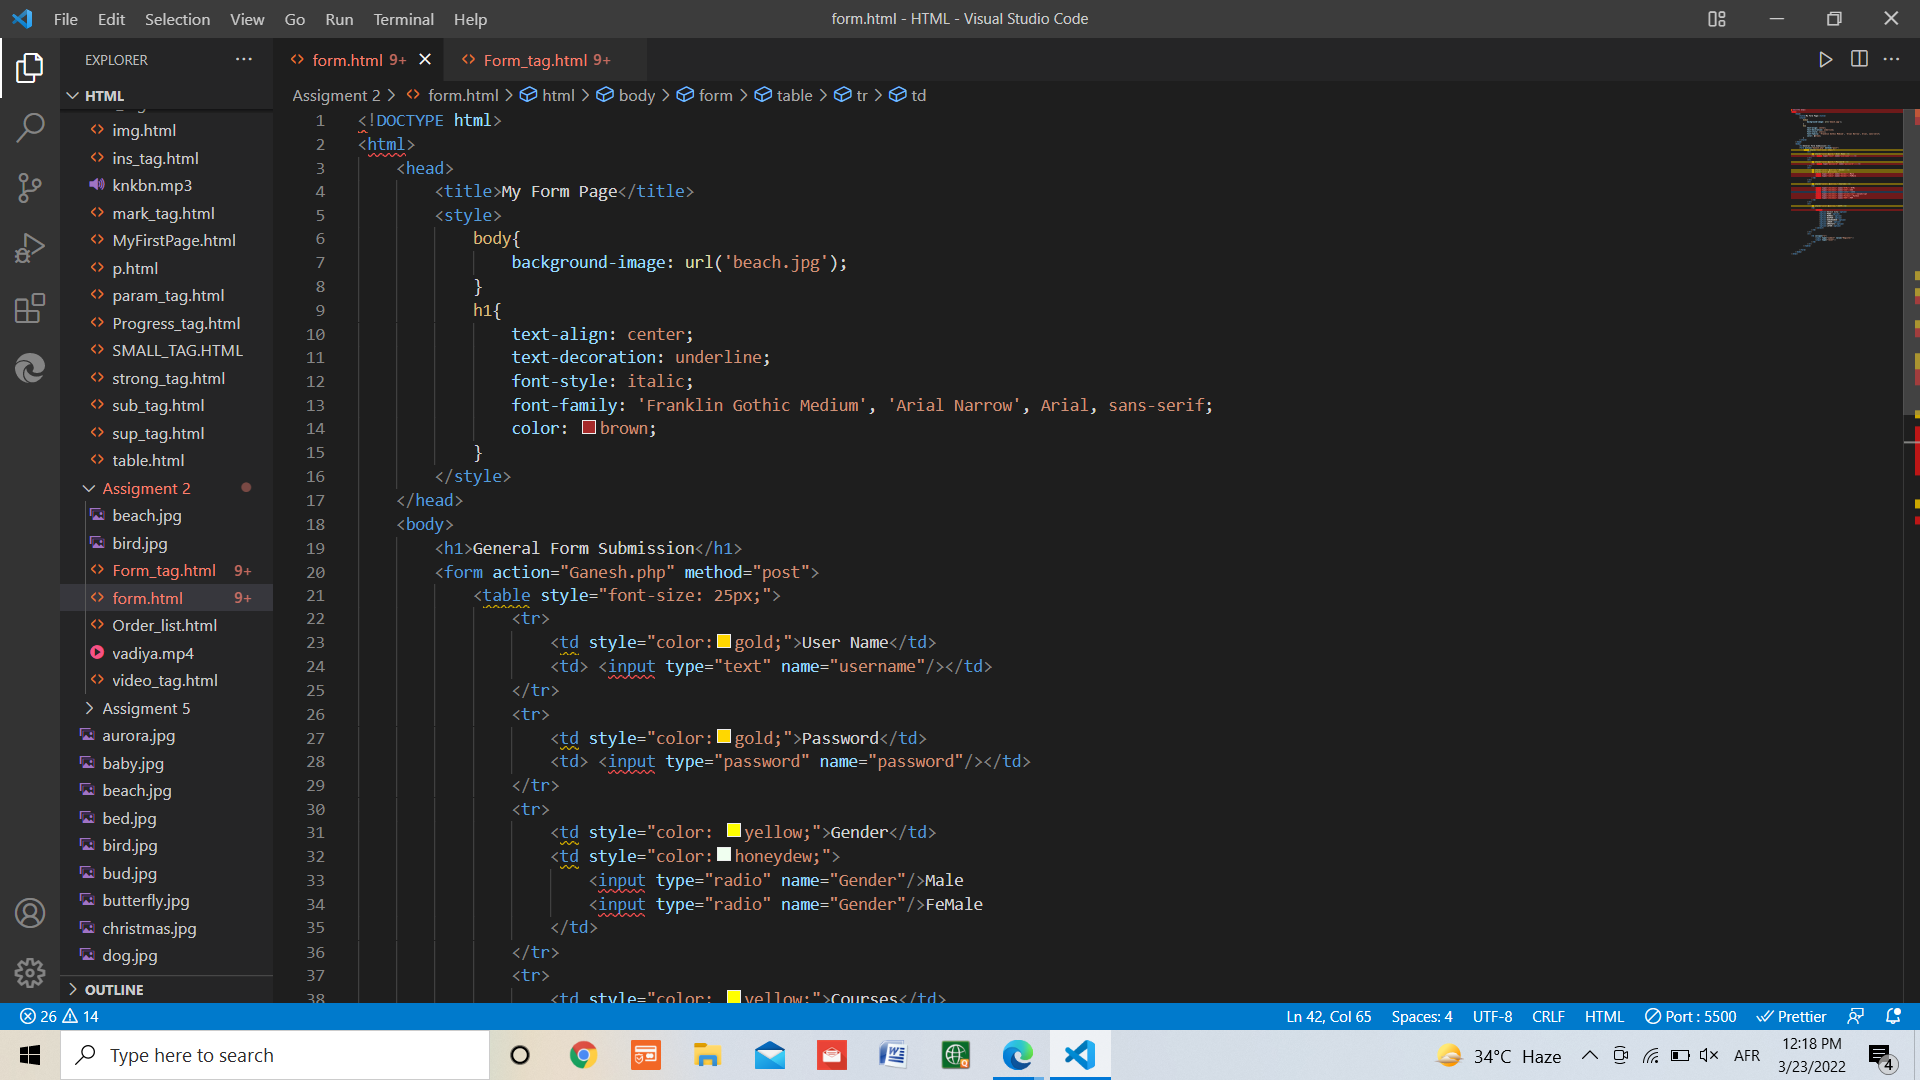 File Edit Selection View Go Run Terminal Help
form.html - HTML - Visual Studio Code
EXPLORER
HTML
img.html
ins_tag.html
knkbn.mp3
mark_tag.html
MyFirstPage.html
p.html
param_tag.html
Progress_tag.html
SMALL_TAG.HTML
strong_tag.html
sub_tag.html
sup_tag.html
table.html
Assigment 2
beach.jpg
bird.jpg
Form_tag.html 9+
form.html 9+
Order_list.html
vadiya.mp4
video_tag.html
Assigment 5
aurora.jpg
baby.jpg
beach.jpg
bed.jpg
bird.jpg
bud.jpg
butterfly.jpg
christmas.jpg
dog.jpg
OUTLINE
form.html 9+ Form_tag.html 9+
Assigment 2 > form.html > html > body > form > table > tr > td
1 <!DOCTYPE html>
2 <html>
3 <head>
4 <title>My Form Page</title>
5 <style>
6 body{
7 background-image: url('beach.jpg');
8 }
9 h1{
10 text-align: center;
11 text-decoration: underline;
12 font-style: italic;
13 font-family: 'Franklin Gothic Medium', 'Arial Narrow', Arial, sans-serif;
14 color: brown;
15 }
16 </style>
17 </head>
18 <body>
19 <h1>General Form Submission</h1>
20 <form action="Ganesh.php" method="post">
21 <table style="font-size: 25px;">
22 <tr>
23 <td style="color: gold;">User Name</td>
24 <td> <input type="text" name="username"/></td>
25 </tr>
26 <tr>
27 <td style="color: gold;">Password</td>
28 <td> <input type="password" name="password"/></td>
29 </tr>
30 <tr>
31 <td style="color: yellow;">Gender</td>
32 <td style="color: honeydew;">
33 <input type="radio" name="Gender"/>Male
34 <input type="radio" name="Gender"/>FeMale
35 </td>
36 </tr>
37 <tr>
38 <td style="color: yellow;">Courses</td>
26 14
Ln 42, Col 65 Spaces: 4 UTF-8 CRLF HTML Port : 5500 Prettier
Type here to search
34°C Haze
AFR
12:18 PM
3/23/2022
4